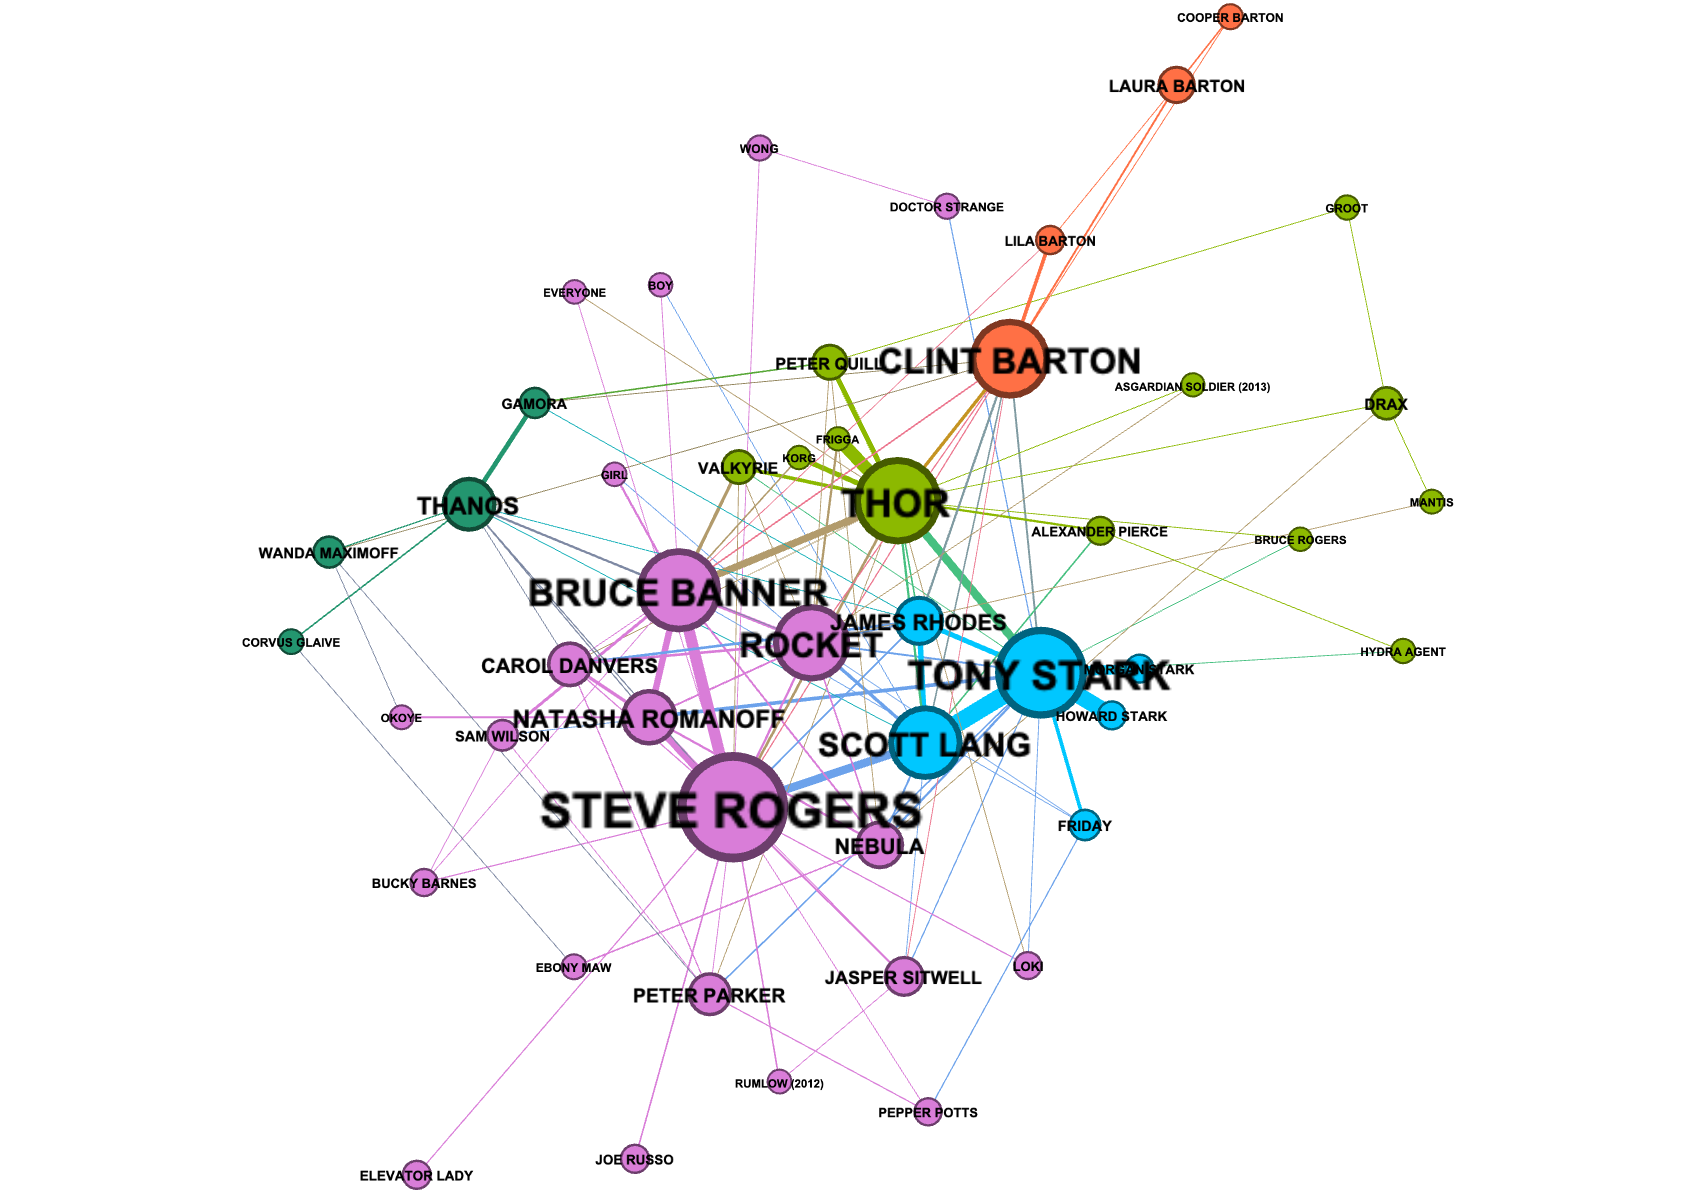 COOPER BARTON
LAURA BARTON
WONG
DOCTOR STRANGE
GROOT
LILA BARTON
EVERYONE
BOY
PETER QUILL
CLINT BARTON
ASGARDIAN SOLDIER (2013)
GAMORA
DRAX
FRIGGA
KORG
VALKYRIE
GIRL
THANOS
THOR
MANTIS
ALEXANDER PIERCE
BRUCE ROGERS
WANDA MAXIMOFF
BRUCE BANNER
JAMES RHODES
CORVUS GLAIVE
ROCKET
HYDRA AGENT
CAROL DANVERS
MORGAN STARK
TONY STARK
OKOYE
NATASHA ROMANOFF
HOWARD STARK
SAM WILSON
SCOTT LANG
STEVE ROGERS
FRIDAY
NEBULA
BUCKY BARNES
EBONY MAW
LOKI
JASPER SITWELL
PETER PARKER
RUMLOW (2012)
PEPPER POTTS
JOE RUSSO
ELEVATOR LADY